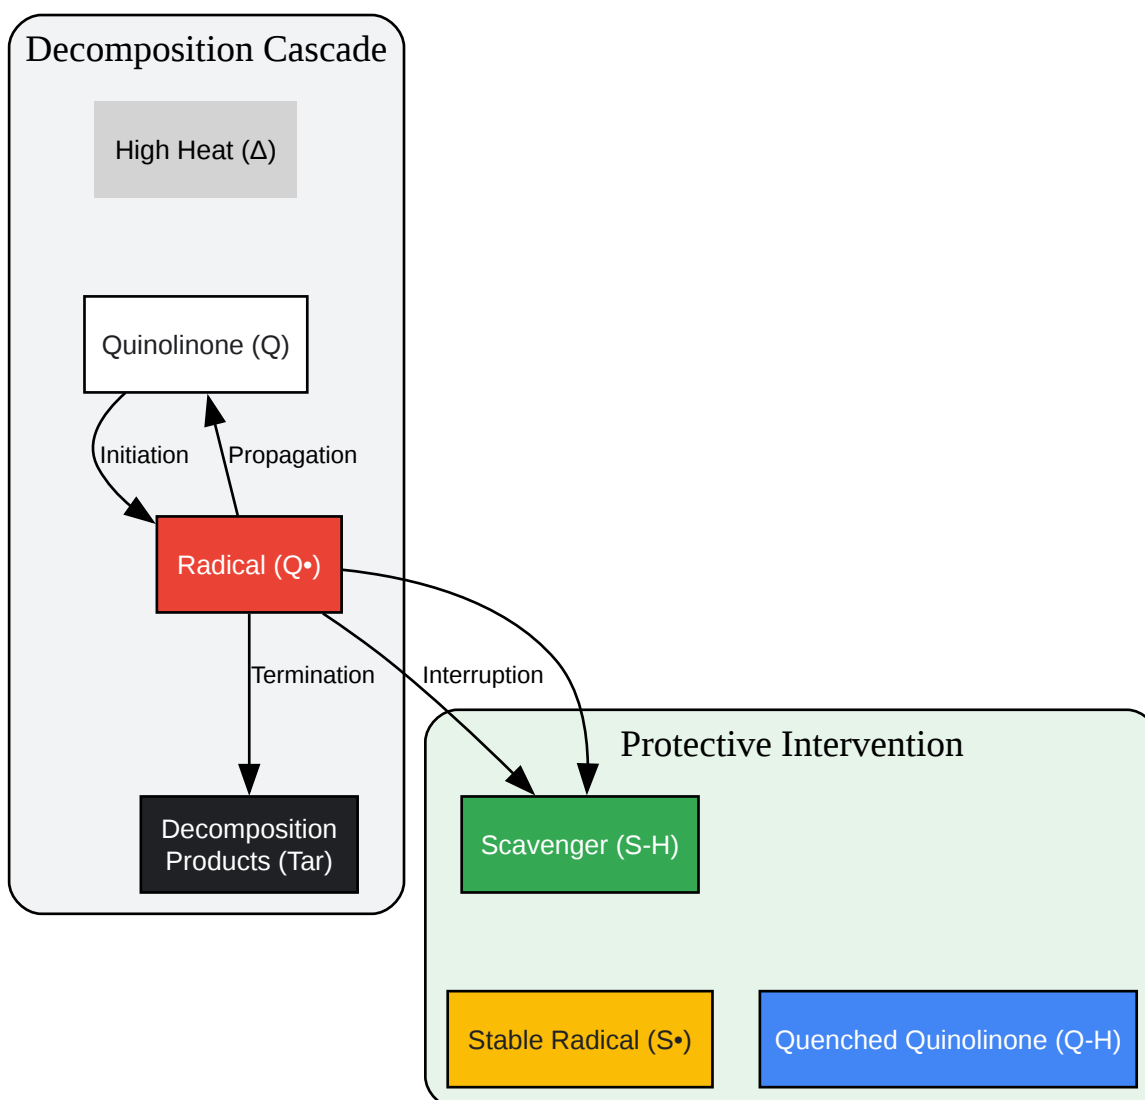 Decomposition Cascade
High Heat (Δ)
Quinolinone (Q)
Initiation
Propagation
Radical (Q•)
Termination
Interruption
Protective Intervention
Decomposition
Products (Tar)
Scavenger (S-H)
Stable Radical (S•)
Quenched Quinolinone (Q-H)